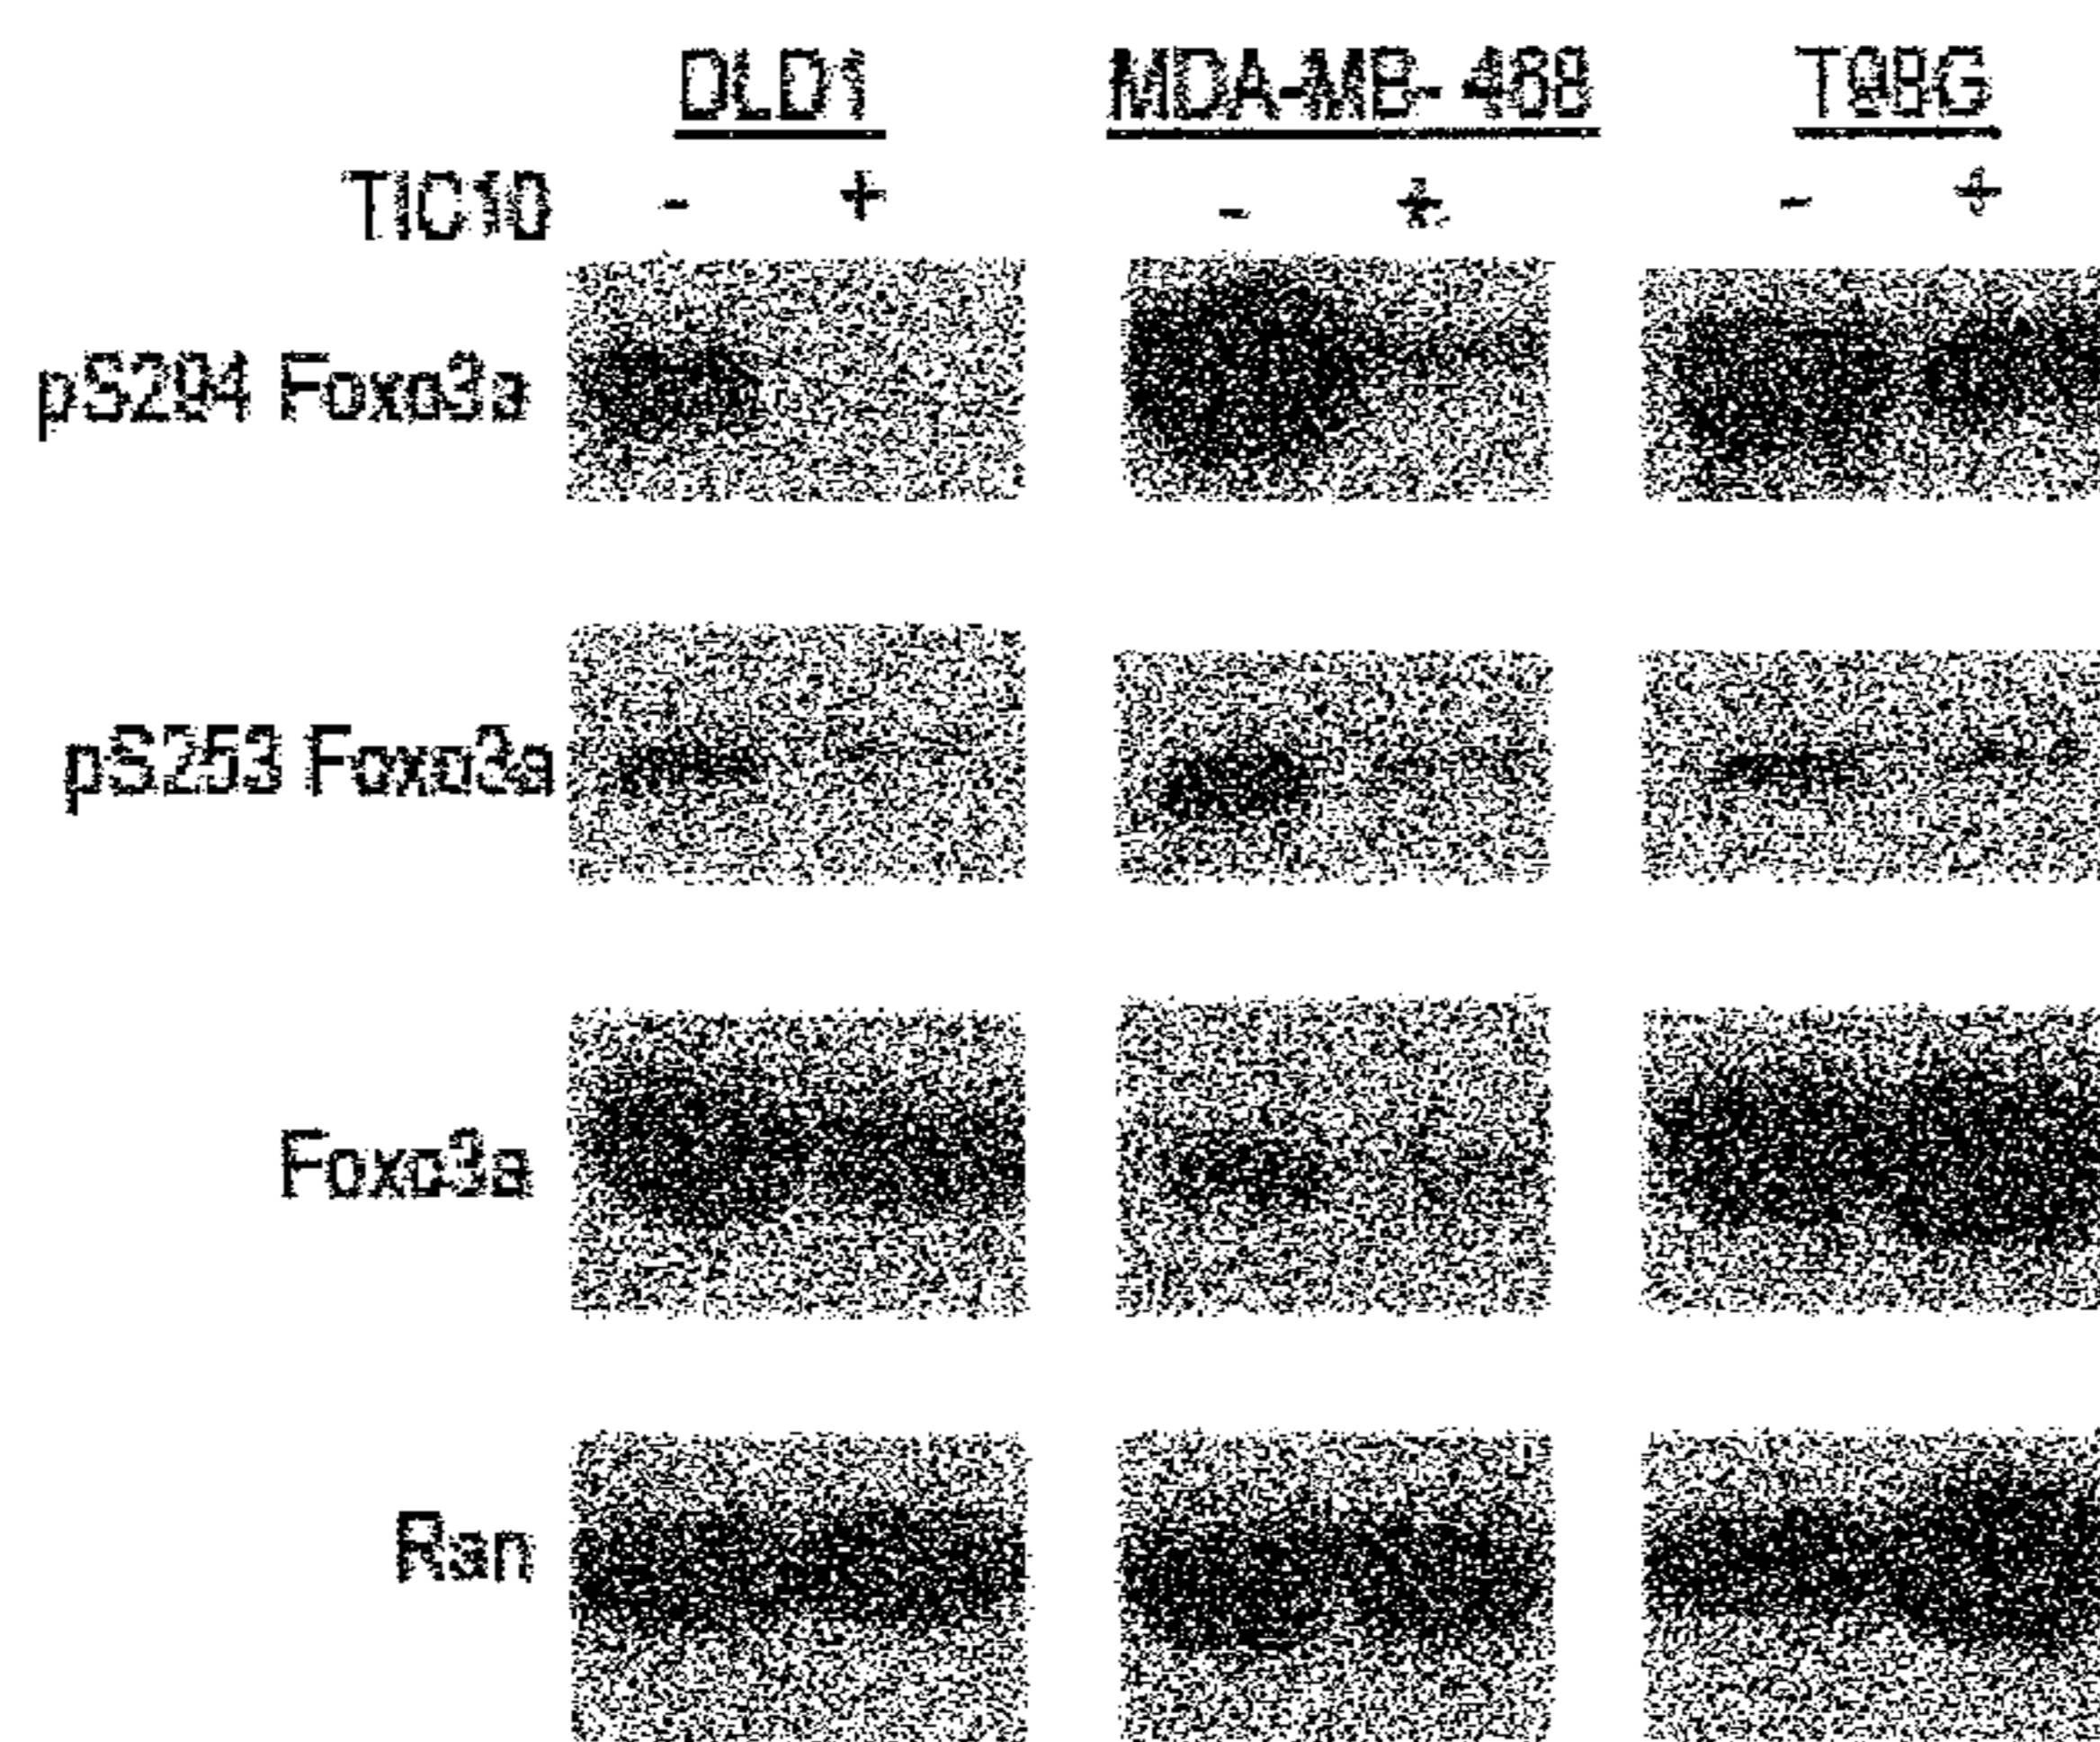 DLD1 MDA-MB-468 T98G
TIC10 - + - + - +
pS294 Foxo3a
pS253 Foxo3a
Foxo3a
Ran